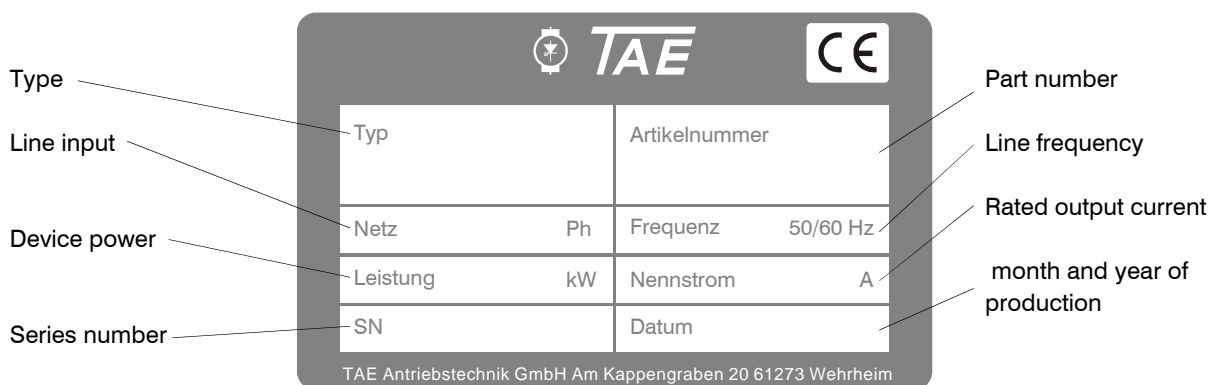 TAE
CE
Type
Part number
Typ
Artikelnummer
Line input
Line frequency
Netz Ph
Frequenz 50/60 Hz
Rated output current
Device power
Leistung kW
Nennstrom A
month and year of
production
Series number
SN
Datum
TAE Antriebstechnik GmbH Am Kappengraben 20 61273 Wehrheim